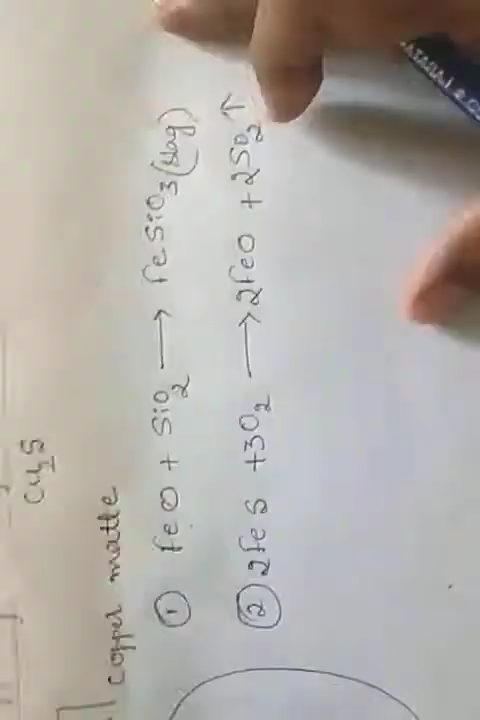 Cu₂S
copper matte
① FeO + SiO₂ → FeSiO₃ (slag)
② 2FeS + 3O₂ → 2FeO + 2SO₂ ↑